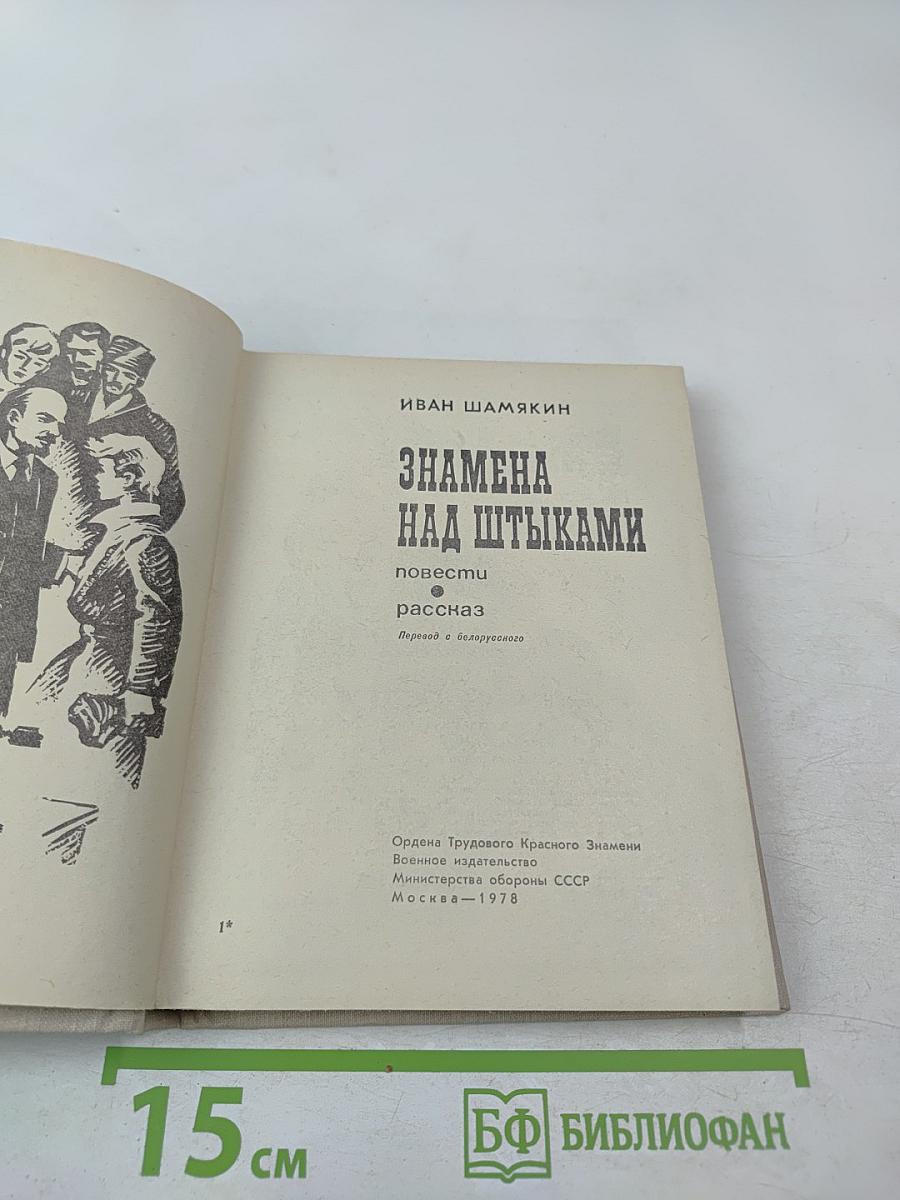 ИВАН ШАМЯКИН
ЗНАМЕНА
НАД ШТЫКАМИ
повести
рассказ
Перевод с белорусского
Ордена Трудового Красного Знамени
Военное издательство
Министерства обороны СССР
Москва—1978
1*
15 см
БФ БИБЛИОФАН